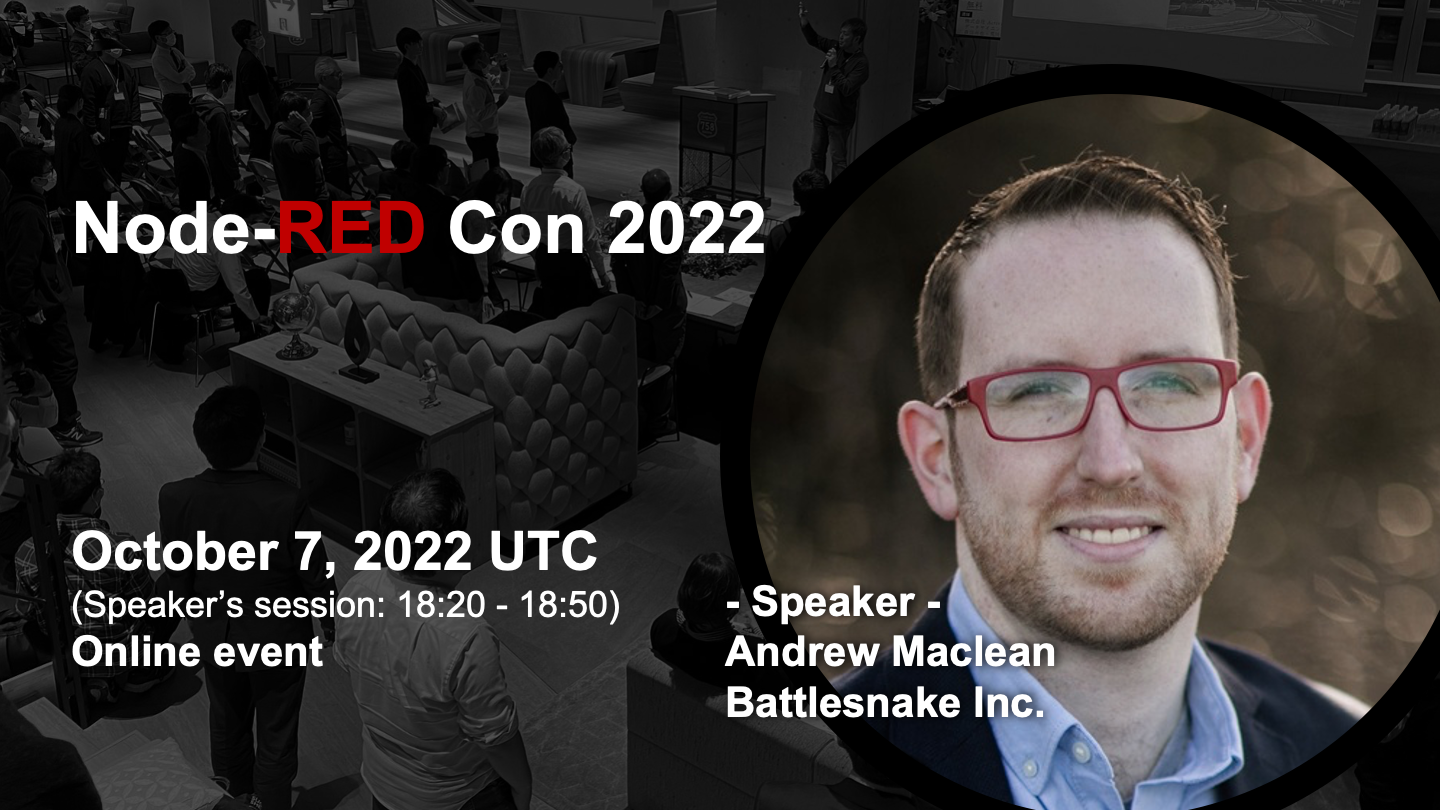 Node-RED Con 2022
October 7, 2022 UTC
(Speaker’s session: 18:20 - 18:50)
Online event
- Speaker -
Andrew Maclean
Battlesnake Inc.